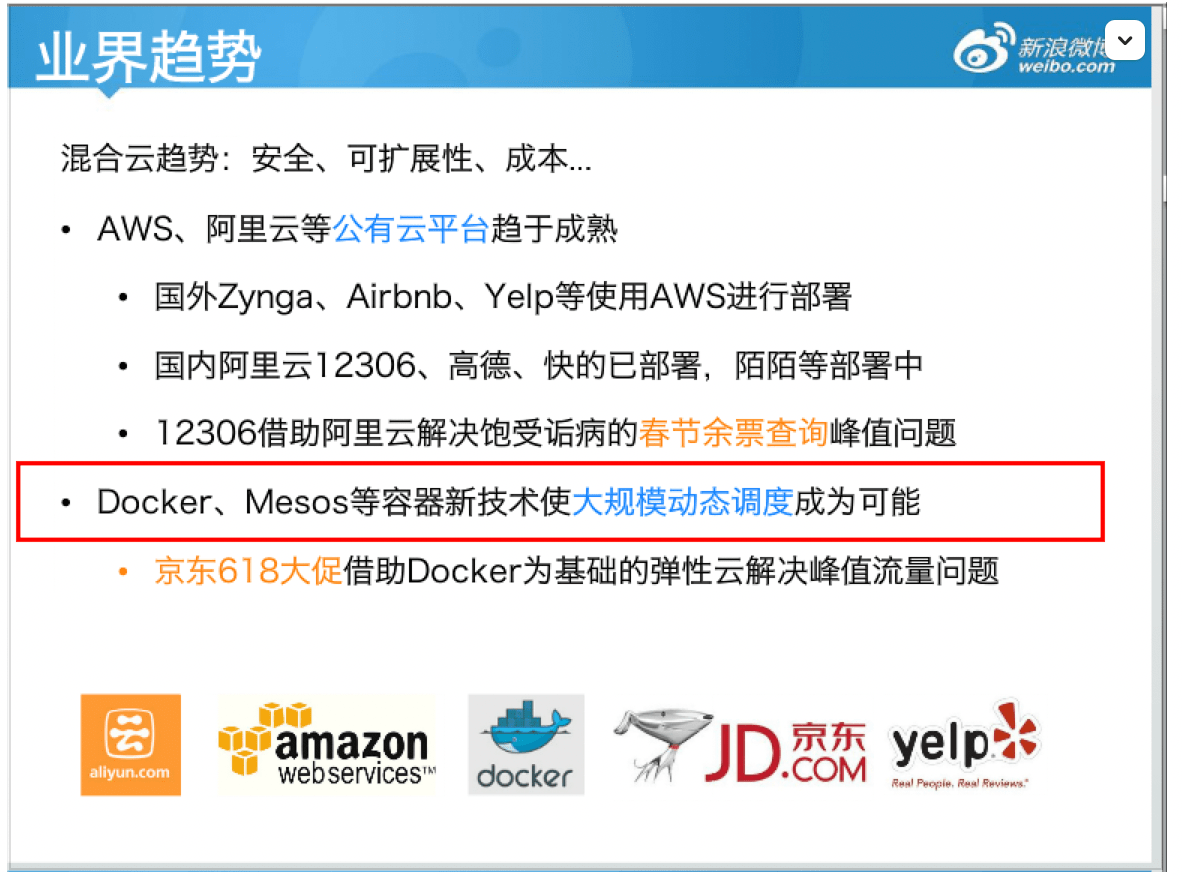 业界趋势
新浪微博
weibo.com
混合云趋势：安全、可扩展性、成本...
• AWS、阿里云等公有云平台趋于成熟
• 国外Zynga、Airbnb、Yelp等使用AWS进行部署
• 国内阿里云12306、高德、快的已部署，陌陌等部署中
• 12306借助阿里云解决饱受诟病的春节余票查询峰值问题
• Docker、Mesos等容器新技术使大规模动态调度成为可能
• 京东618大促借助Docker为基础的弹性云解决峰值流量问题
aliyun.com
amazon
webservices™
docker
JD.COM 京东
yelp
Real People. Real Reviews.®